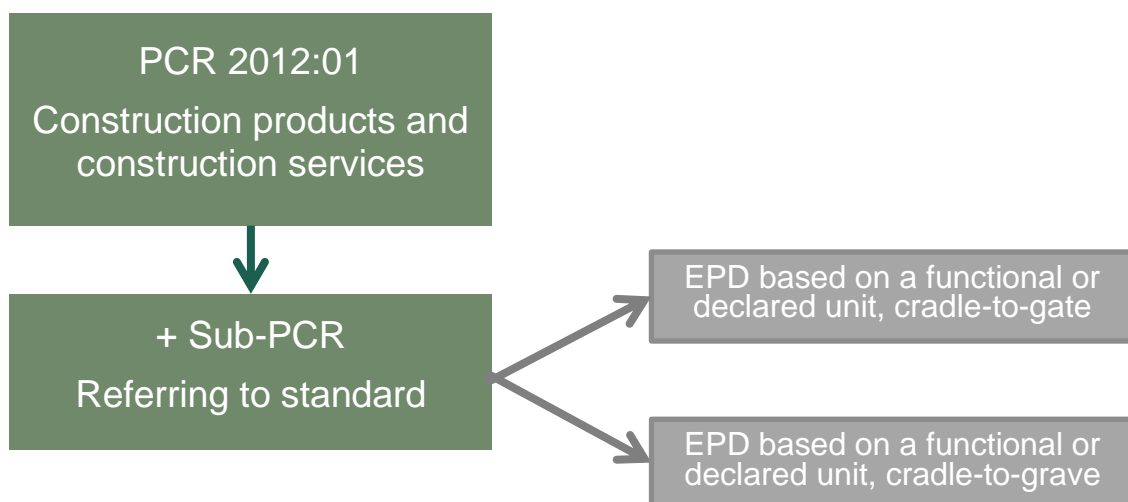 PCR 2012:01
Construction products and
construction services
+ Sub-PCR
Referring to standard
EPD based on a functional or
declared unit, cradle-to-gate
EPD based on a functional or
declared unit, cradle-to-grave